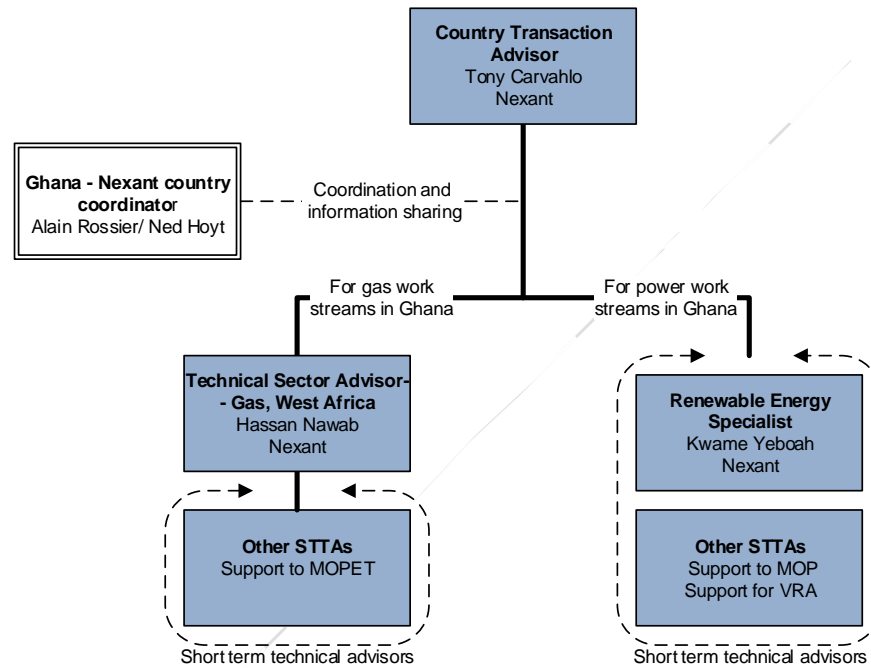 Country Transaction
Advisor
Tony Carvahlo
Nexant
Ghana - Nexant country
coordinator
Alain Rossier/ Ned Hoyt
Coordination and
information sharing
For gas work
streams in Ghana
For power work
streams in Ghana
Technical Sector Advisor-
- Gas, West Africa
Hassan Nawab
Nexant
Renewable Energy
Specialist
Kwame Yeboah
Nexant
Other STTAs
Support to MOPET
Other STTAs
Support to MOP
Support for VRA
Short term technical advisors
Short term technical advisors